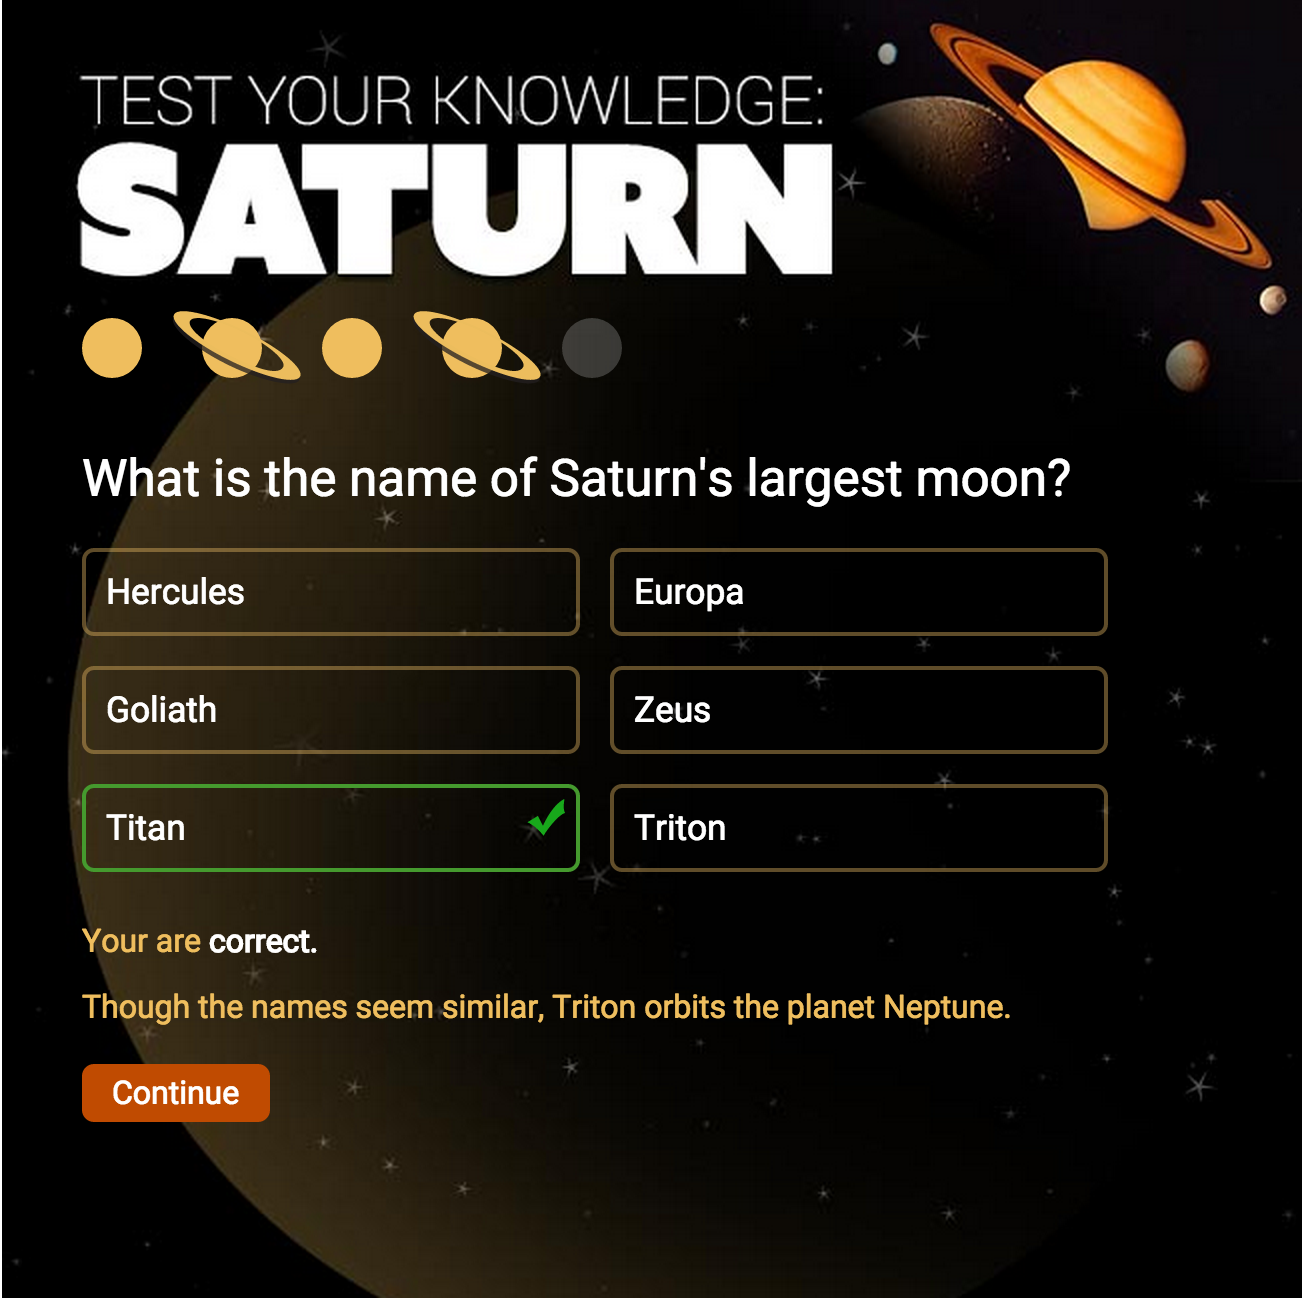 TEST YOUR KNOWLEDGE:
SATURN
What is the name of Saturn's largest moon?
Hercules
Europa
Goliath
Zeus
Titan
Triton
Your are correct.
Though the names seem similar, Triton orbits the planet Neptune.
Continue